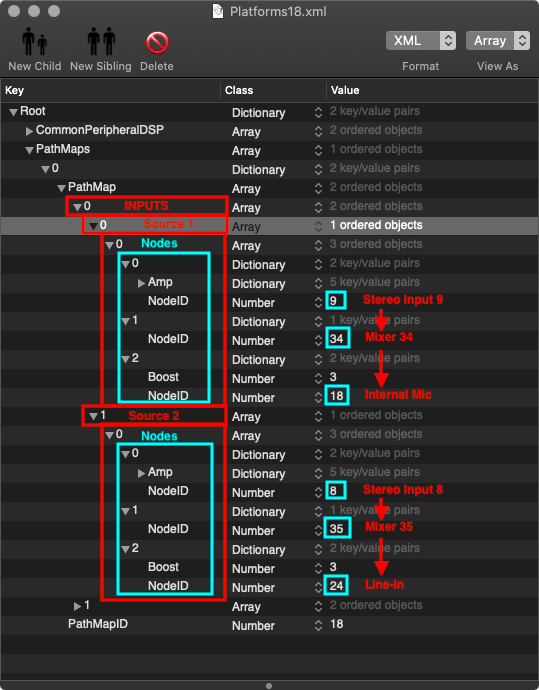 Platforms18.xml
New Child New Sibling Delete XML Array
Format View As
Key Class Value
Root Dictionary 2 key/value pairs
CommonPeripheralDSP Array 2 ordered objects
PathMaps Array 1 ordered objects
0 Dictionary 2 key/value pairs
PathMap Array 2 ordered objects
0 INPUTS Array 2 ordered objects
0 Source 1 Array 1 ordered objects
0 Nodes Array 3 ordered objects
0 Dictionary 2 key/value pairs
Amp Dictionary 5 key/value pairs
NodeID Number 9 Stereo Input 9
1 Dictionary 1 key/value pairs
NodeID Number 34 Mixer 34
2 Dictionary 2 key/value pairs
Boost Number 3
NodeID Number 18 Internal Mic
1 Source 2 Array 1 ordered objects
0 Nodes Array 3 ordered objects
0 Dictionary 2 key/value pairs
Amp Dictionary 5 key/value pairs
NodeID Number 8 Stereo Input 8
1 Dictionary 1 key/value pairs
NodeID Number 35 Mixer 35
2 Dictionary 2 key/value pairs
Boost Number 3
NodeID Number 24 Line-In
1 Array 2 ordered objects
PathMapID Number 18